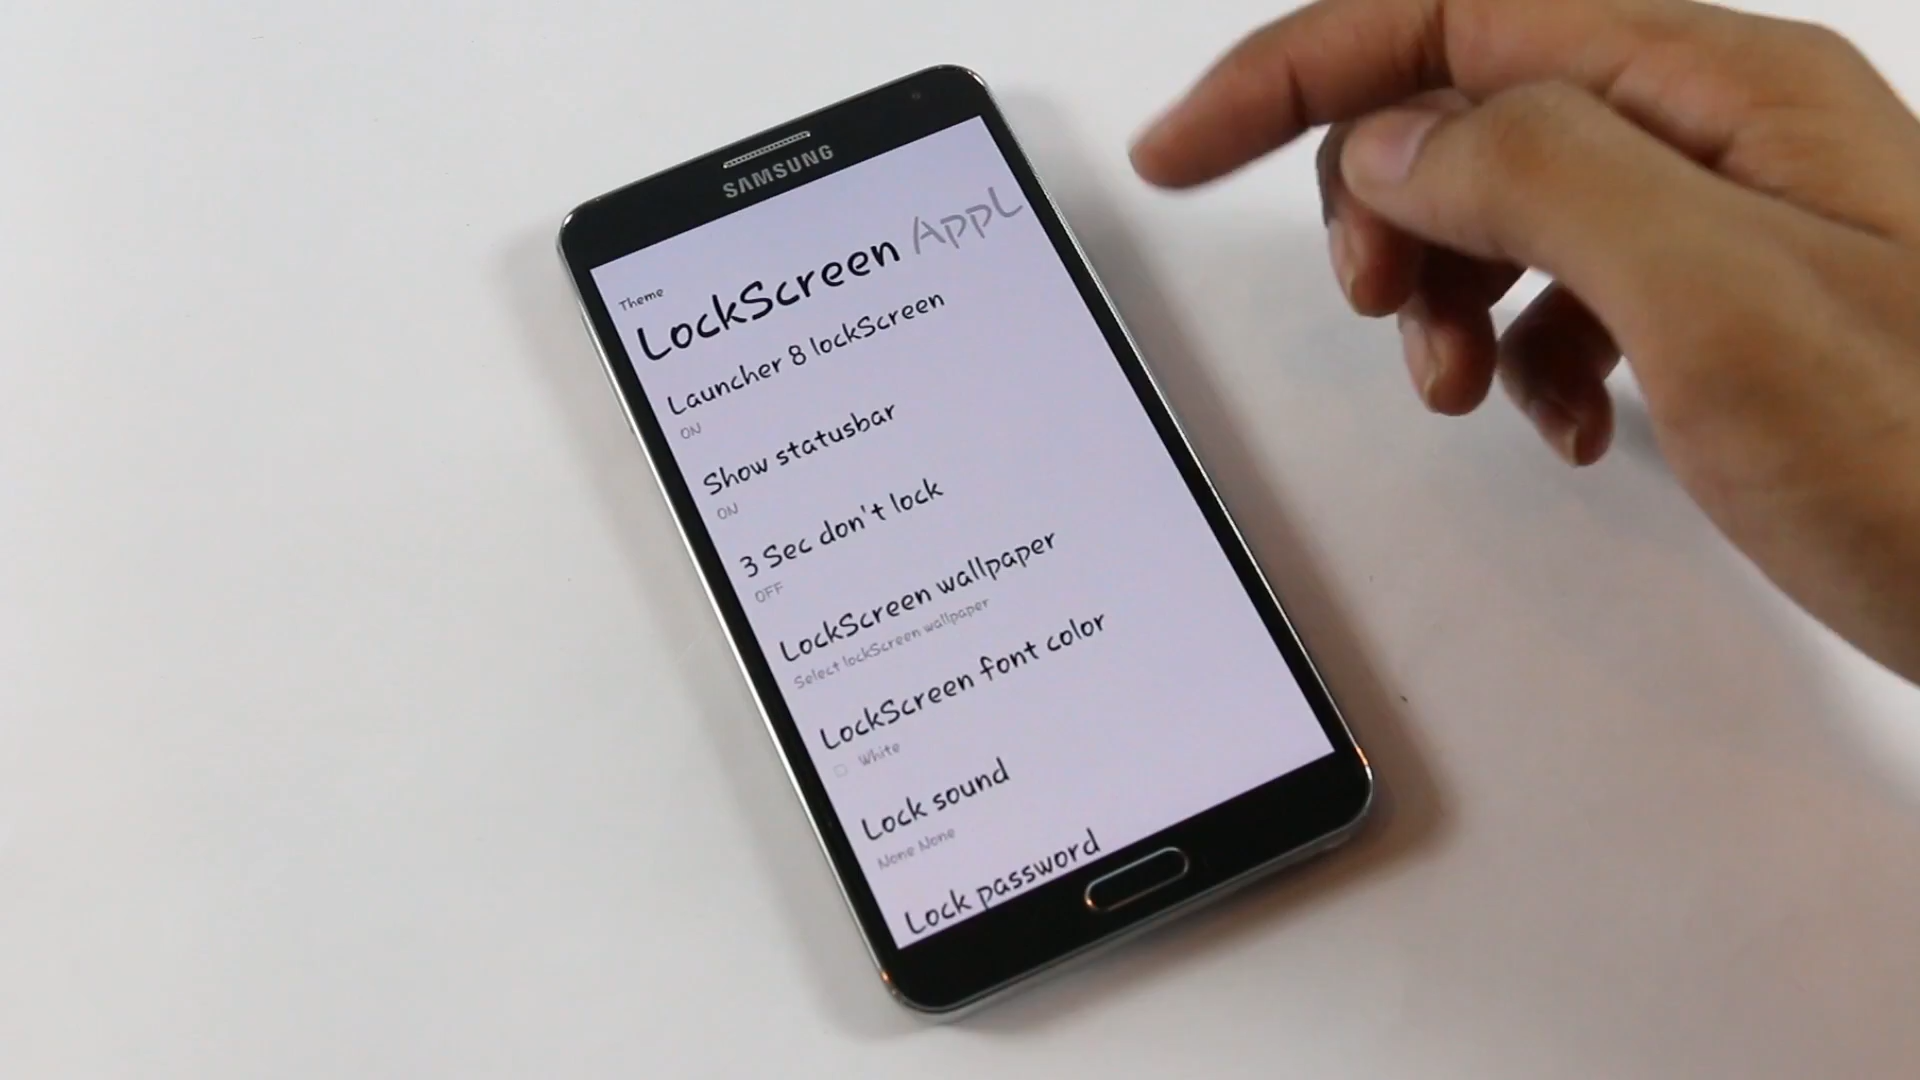 SAMSUNG
Theme
LockScreen AppL
Launcher 8 lockScreen
ON
Show statusbar
ON
3 Sec don't lock
OFF
LockScreen wallpaper
Select lockScreen wallpaper
LockScreen font color
White
Lock sound
None None
Lock password